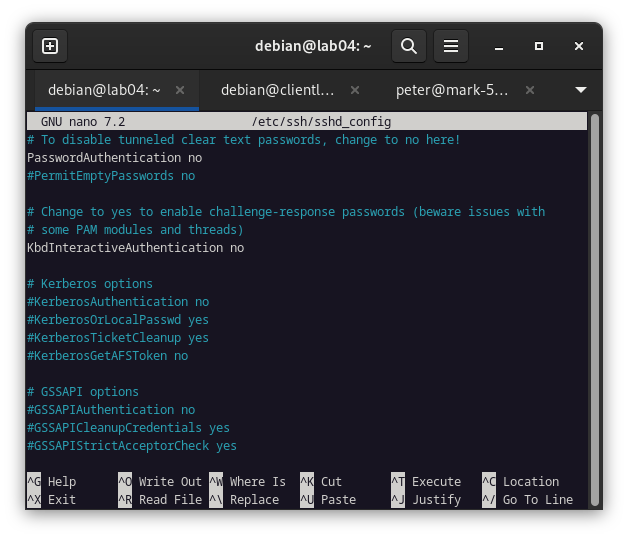 debian@lab04: ~
debian@lab04: ~
debian@clientl...
peter@mark-5...
GNU nano 7.2 /etc/ssh/sshd_config
# To disable tunneled clear text passwords, change to no here!
PasswordAuthentication no
#PermitEmptyPasswords no
# Change to yes to enable challenge-response passwords (beware issues with
# some PAM modules and threads)
KbdInteractiveAuthentication no
# Kerberos options
#KerberosAuthentication no
#KerberosOrLocalPasswd yes
#KerberosTicketCleanup yes
#KerberosGetAFSToken no
# GSSAPI options
#GSSAPIAuthentication no
#GSSAPICleanupCredentials yes
#GSSAPIStrictAcceptorCheck yes
^G Help ^O Write Out ^W Where Is ^K Cut ^T Execute ^C Location
^X Exit ^R Read File ^\ Replace ^U Paste ^J Justify ^/ Go To Line